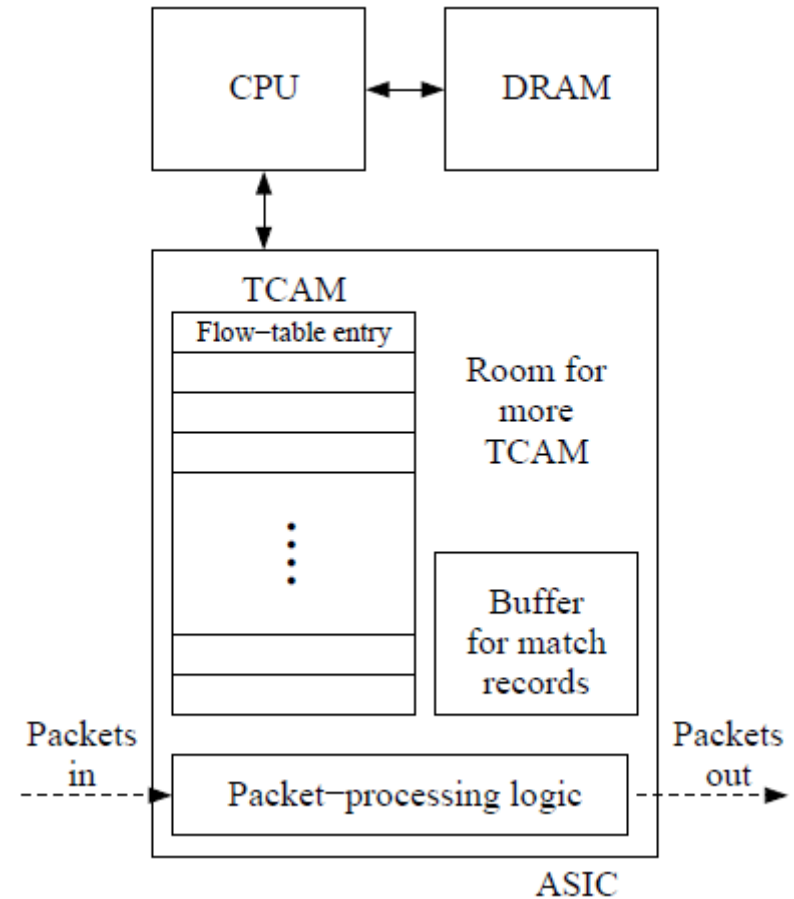 CPU
DRAM
TCAM
Flow−table entry
Room for
more
TCAM
Buffer
for match
records
Packets
in
Packet−processing logic
Packets
out
ASIC